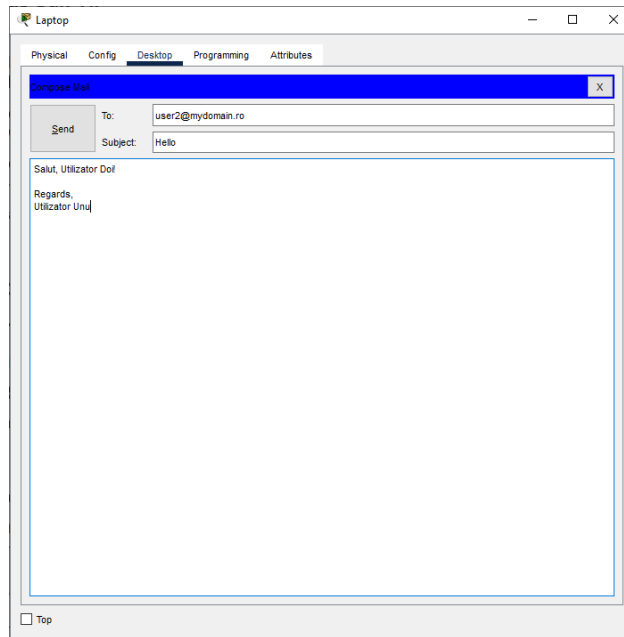 Laptop
Physical Config Desktop Programming Attributes
Compose Mail
X
Send
To:
user2@mydomain.ro
Subject:
Hello
Salut, Utilizator Doi!
Regards,
Utilizator Unu
Top